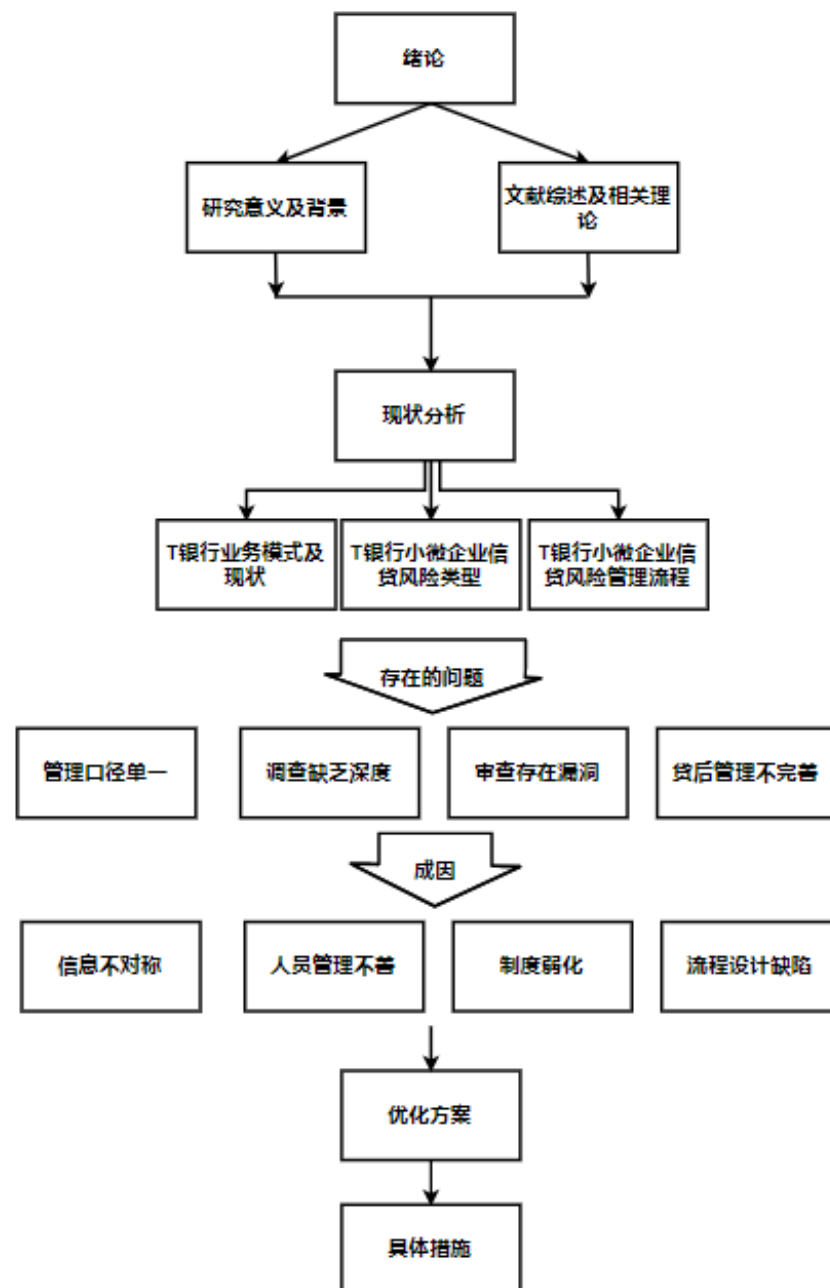 绪论
研究意义及背景
文献综述及相关理
论
现状分析
T银行业务模式及
现状
T银行小微企业信
贷风险类型
T银行小微企业信
贷风险管理流程
存在的问题
管理口径单一
调查缺乏深度
审查存在漏洞
贷后管理不完善
成因
信息不对称
人员管理不善
制度弱化
流程设计缺陷
优化方案
具体措施